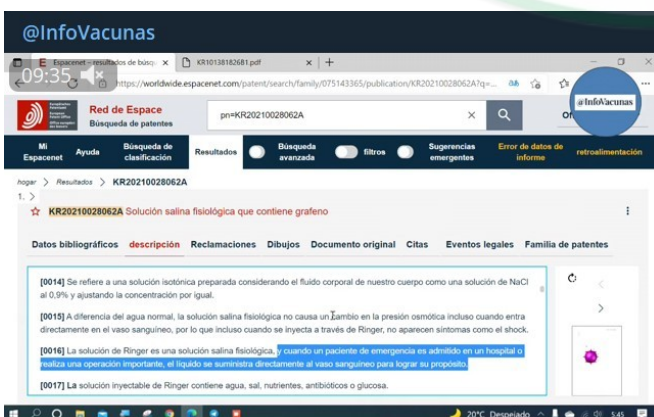 @InfoVacunas
E Espacenet – resultados de búsqu × KR101381826B1.pdf × +
09:35
https://worldwide.espacenet.com/patent/search/family/075143365/publication/KR20210028062A?q=...
@InfoVacunas
Red de Espace
Búsqueda de patentes
pn=KR20210028062A
Mi Espacenet Ayuda Búsqueda de clasificación Resultados Búsqueda avanzada filtros Sugerencias emergentes Error de datos de informe retroalimentación
hogar > Resultados > KR20210028062A
1. >
KR20210028062A Solución salina fisiológica que contiene grafeno
Datos bibliográficos descripción Reclamaciones Dibujos Documento original Citas Eventos legales Familia de patentes
[0014] Se refiere a una solución isotónica preparada considerando el fluido corporal de nuestro cuerpo como una solución de NaCl
al 0,9% y ajustando la concentración por igual.
[0015] A diferencia del agua normal, la solución salina fisiológica no causa un cambio en la presión osmótica incluso cuando entra
directamente en el vaso sanguíneo, por lo que incluso cuando se inyecta a través de Ringer, no aparecen síntomas como el shock.
[0016] La solución de Ringer es una solución salina fisiológica, y cuando un paciente de emergencia es admitido en un hospital o
realiza una operación importante, el líquido se suministra directamente al vaso sanguíneo para lograr su propósito.
[0017] La solución inyectable de Ringer contiene agua, sal, nutrientes, antibióticos o glucosa.
20°C Despejado 5:45